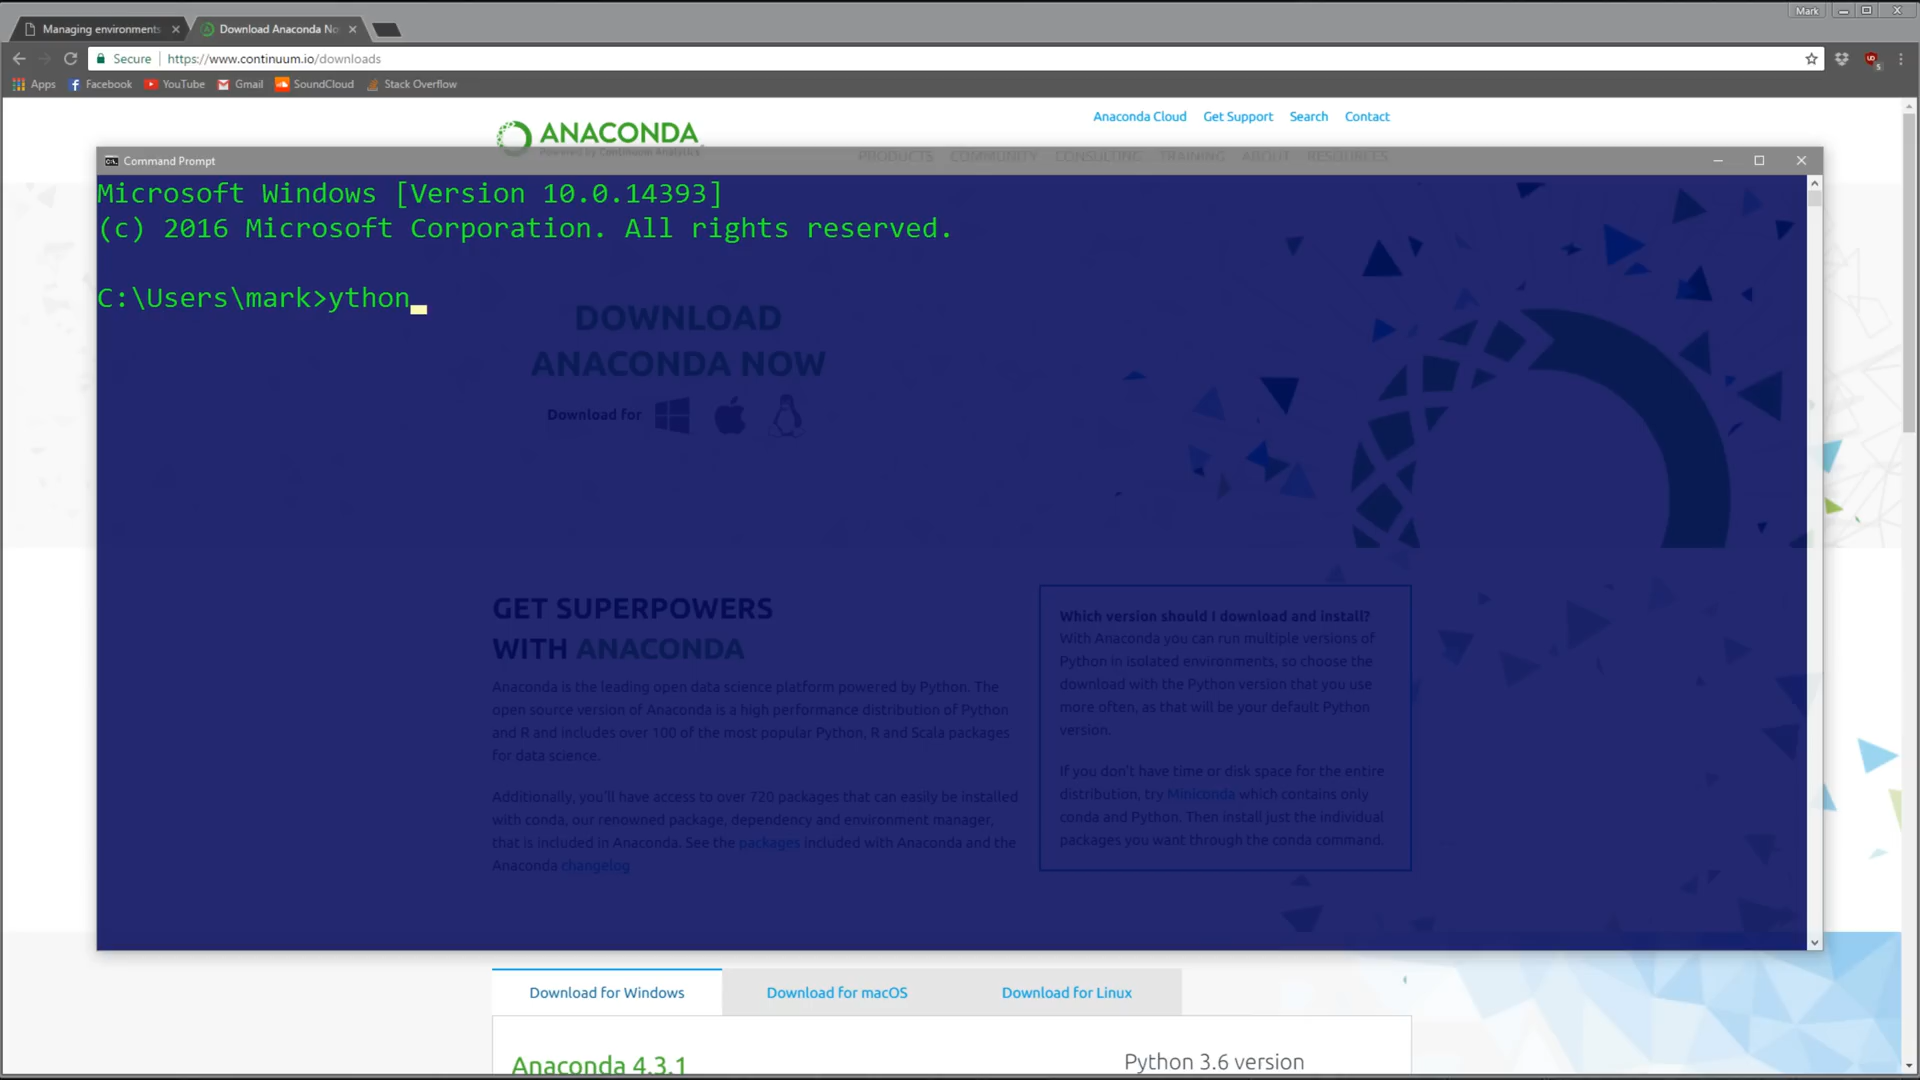 Mark
Managing environments
Download Anaconda No
Secure | https://www.continuum.io/downloads
Apps Facebook YouTube Gmail SoundCloud Stack Overflow
ANACONDA
Powered by Continuum Analytics
Anaconda Cloud Get Support Search Contact
PRODUCTS COMMUNITY CONSULTING TRAINING ABOUT RESOURCES
Command Prompt
Microsoft Windows [Version 10.0.14393]
(c) 2016 Microsoft Corporation. All rights reserved.
C:\Users\mark>ython
DOWNLOAD
ANACONDA NOW
Download for
GET SUPERPOWERS
WITH ANACONDA
Anaconda is the leading open data science platform powered by Python. The
open source version of Anaconda is a high performance distribution of Python
and R and includes over 100 of the most popular Python, R and Scala packages
for data science.
Additionally, you'll have access to over 720 packages that can easily be installed
with conda, our renowned package, dependency and environment manager,
that is included in Anaconda. See the packages included with Anaconda and the
Anaconda changelog
Which version should I download and install?
With Anaconda you can run multiple versions of
Python in isolated environments, so choose the
download with the Python version that you use
more often, as that will be your default Python
version.
If you don't have time or disk space for the entire
distribution, try Miniconda which contains only
conda and Python. Then install just the individual
packages you want through the conda command.
Download for Windows Download for macOS Download for Linux
Anaconda 4.3.1
Python 3.6 version